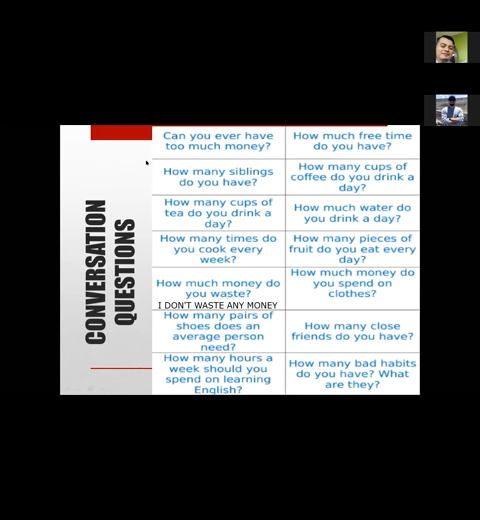 CONVERSATION
QUESTIONS
Can you ever have
too much money?
How much free time
do you have?
How many siblings
do you have?
How many cups of
coffee do you drink a
day?
How many cups of
tea do you drink a
day?
How much water do
you drink a day?
How many times do
you cook every
week?
How many pieces of
fruit do you eat every
day?
How much money do
you waste?
I DON'T WASTE ANY MONEY
How much money do
you spend on
clothes?
How many pairs of
shoes does an
average person
need?
How many close
friends do you have?
How many hours a
week should you
spend on learning
English?
How many bad habits
do you have? What
are they?